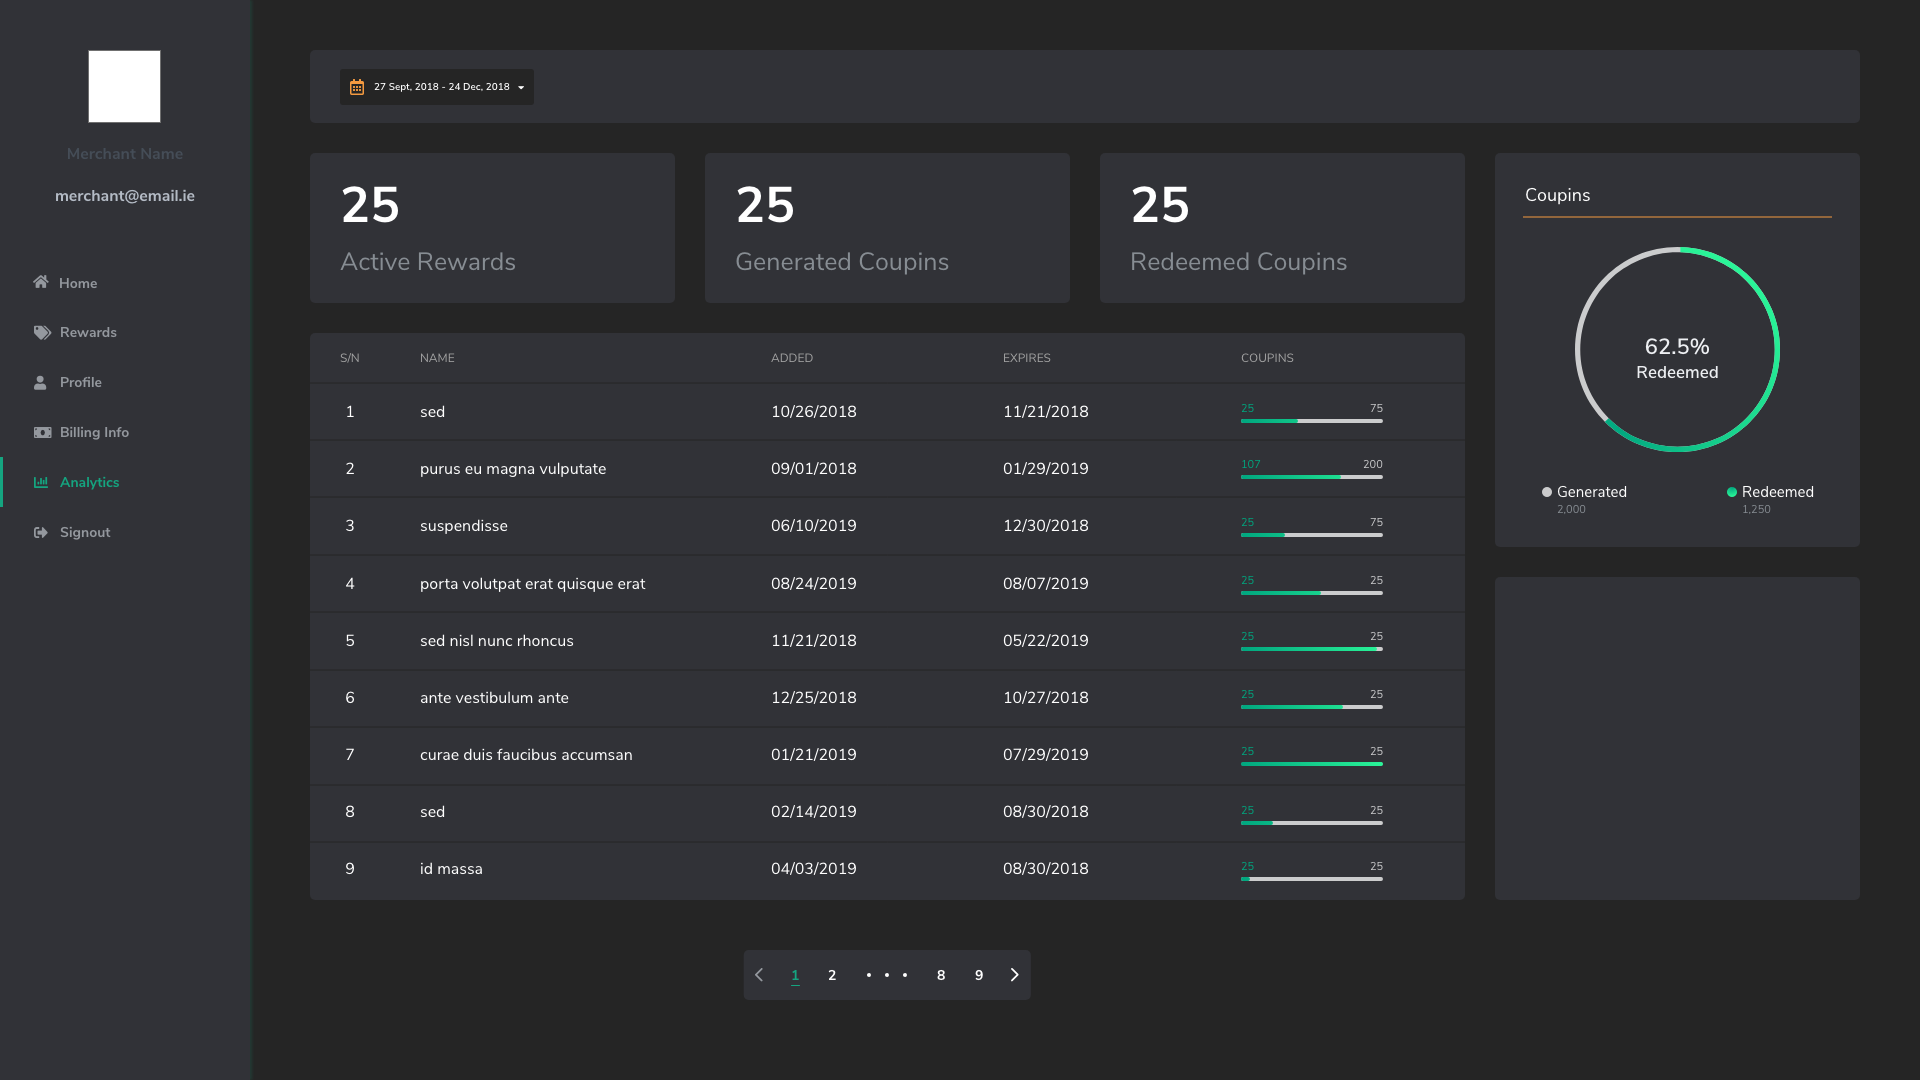 Merchant Name
merchant@email.ie
Home
Rewards
Profile
Billing Info
Analytics
Signout
27 Sept, 2018 - 24 Dec, 2018
25
Active Rewards
25
Generated Coupins
25
Redeemed Coupins
S/N NAME ADDED EXPIRES COUPINS
1 sed 10/26/2018 11/21/2018 25 75
2 purus eu magna vulputate 09/01/2018 01/29/2019 107 200
3 suspendisse 06/10/2019 12/30/2018 25 75
4 porta volutpat erat quisque erat 08/24/2019 08/07/2019 25 25
5 sed nisl nunc rhoncus 11/21/2018 05/22/2019 25 25
6 ante vestibulum ante 12/25/2018 10/27/2018 25 25
7 curae duis faucibus accumsan 01/21/2019 07/29/2019 25 25
8 sed 02/14/2019 08/30/2018 25 25
9 id massa 04/03/2019 08/30/2018 25 25
1 2 • • • 8 9
Coupins
62.5%
Redeemed
Generated
2,000
Redeemed
1,250